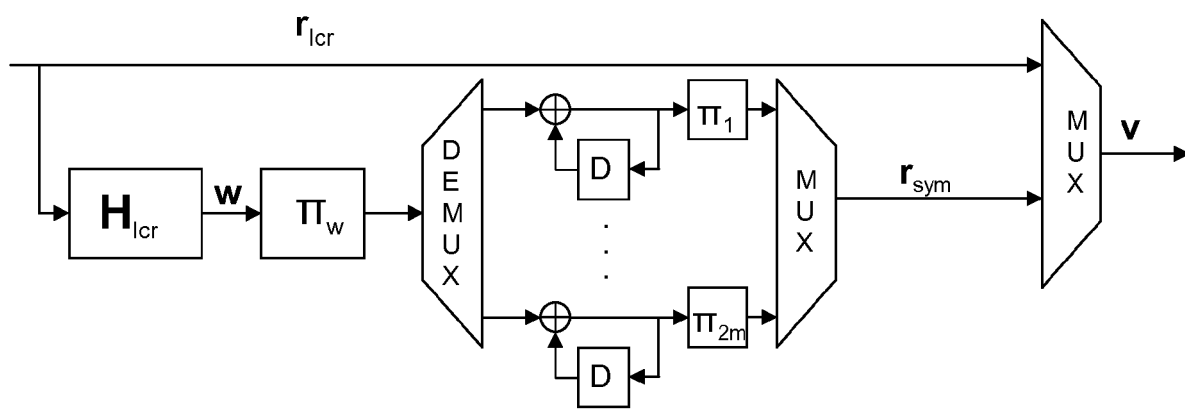 r_lcr
π_1
M
U
X
v
D
E
M
U
X
D
M
U
X
r_sym
H_lcr
w
π_w
. . .
π_2m
D